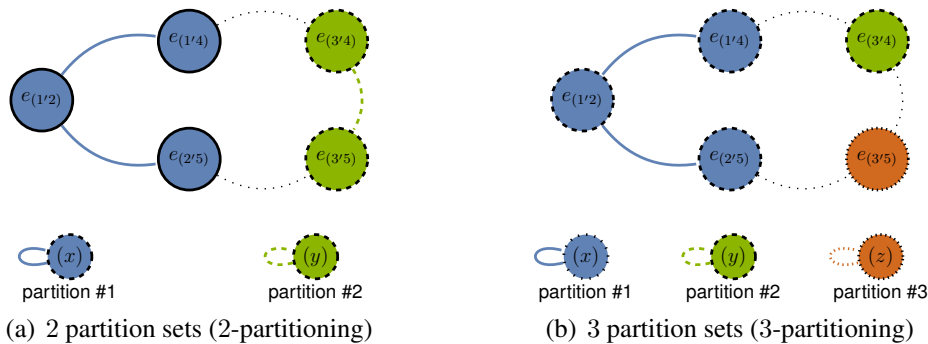 e(1′4) e(3′4) e(1′4) e(3′4)
e(1′2) e(1′2)
e(2′5) e(3′5) e(2′5) e(3′5)
(x) (y) (x) (y) (z)
partition #1 partition #2 partition #1 partition #2 partition #3
(a) 2 partition sets (2-partitioning) (b) 3 partition sets (3-partitioning)